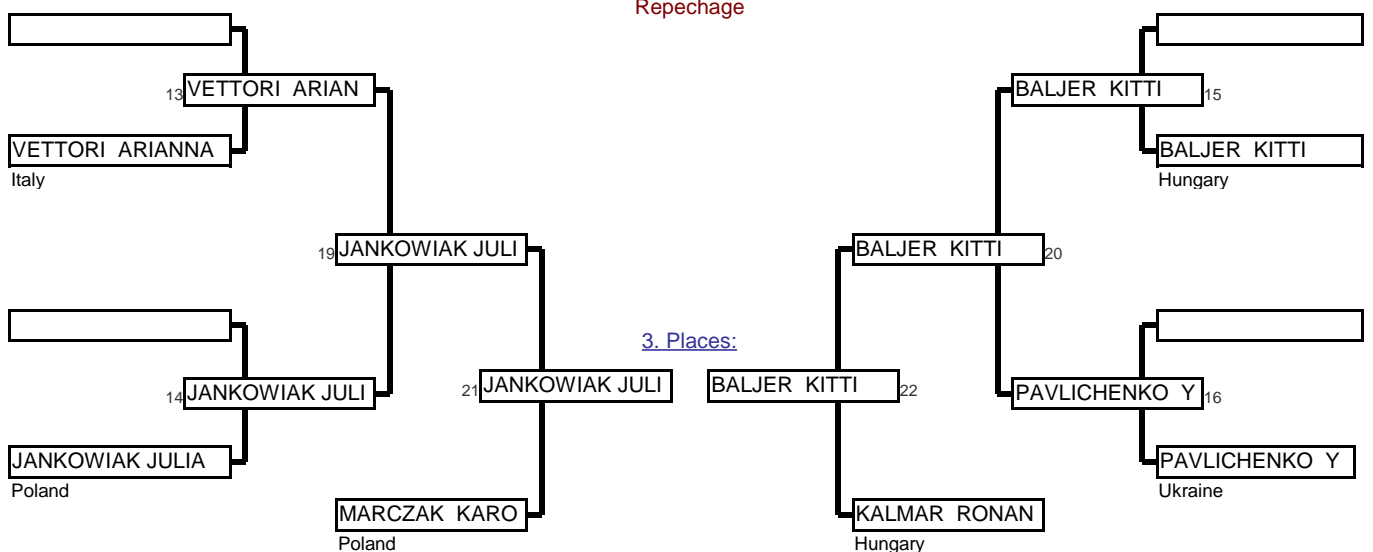 Repechage
13 VETTORI ARIAN
BALJER KITTI 15
VETTORI ARIANNA
Italy
BALJER KITTI
Hungary
19 JANKOWIAK JULI
BALJER KITTI 20
3. Places:
14 JANKOWIAK JULI
21 JANKOWIAK JULI
BALJER KITTI 22
PAVLICHENKO Y 16
JANKOWIAK JULIA
Poland
PAVLICHENKO Y
Ukraine
MARCZAK KARO
Poland
KALMAR RONAN
Hungary